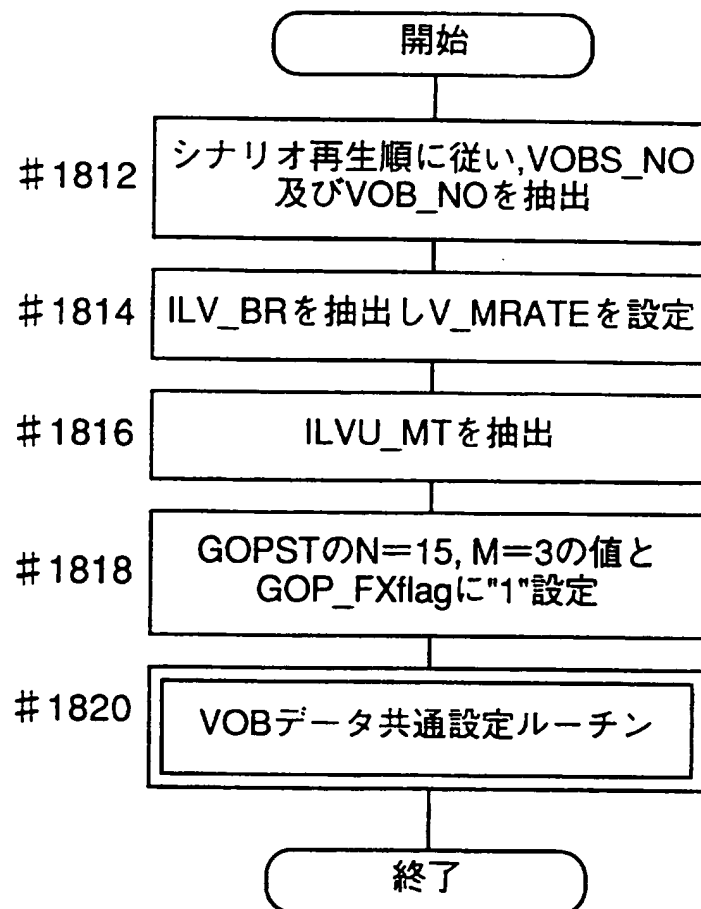 開始
#1812
シナリオ再生順に従い,VOBS_NO
及びVOB_NOを抽出
#1814
ILV_BRを抽出しV_MRATEを設定
#1816
ILVU_MTを抽出
#1818
GOPSTのN=15, M=3の値と
GOP_FXflagに"1"設定
#1820
VOBデータ共通設定ルーチン
終了